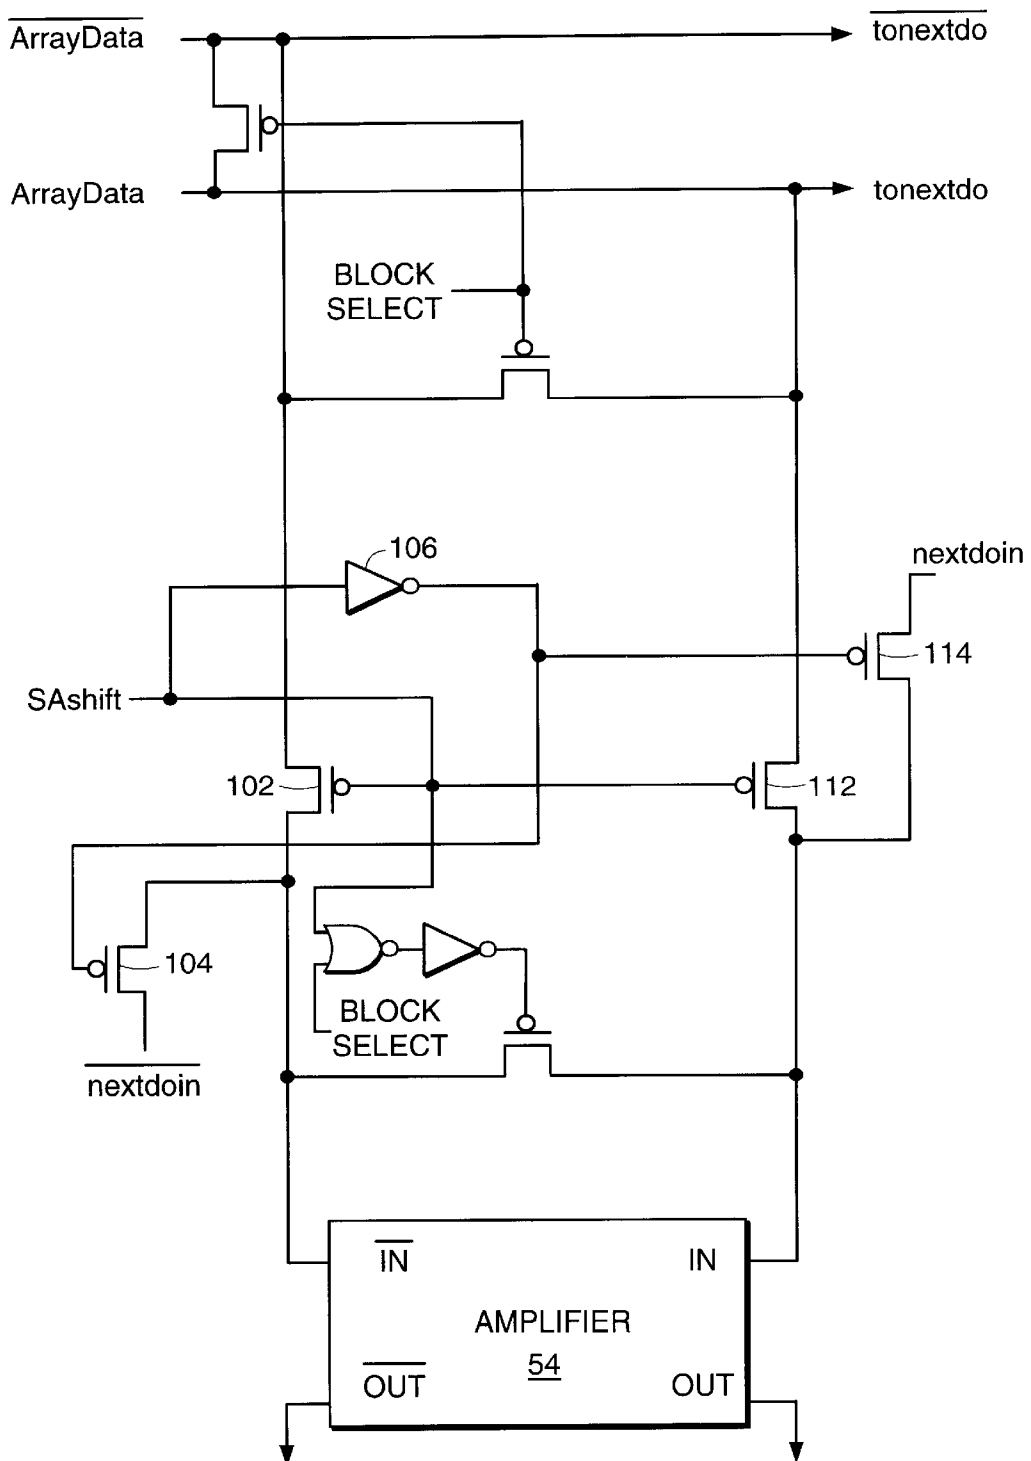 ArrayData
tonextdo
ArrayData
tonextdo
BLOCK
SELECT
106
nextdoin
114
SAshift
102
112
104
BLOCK
SELECT
nextdoin
IN
IN
AMPLIFIER
54
OUT
OUT